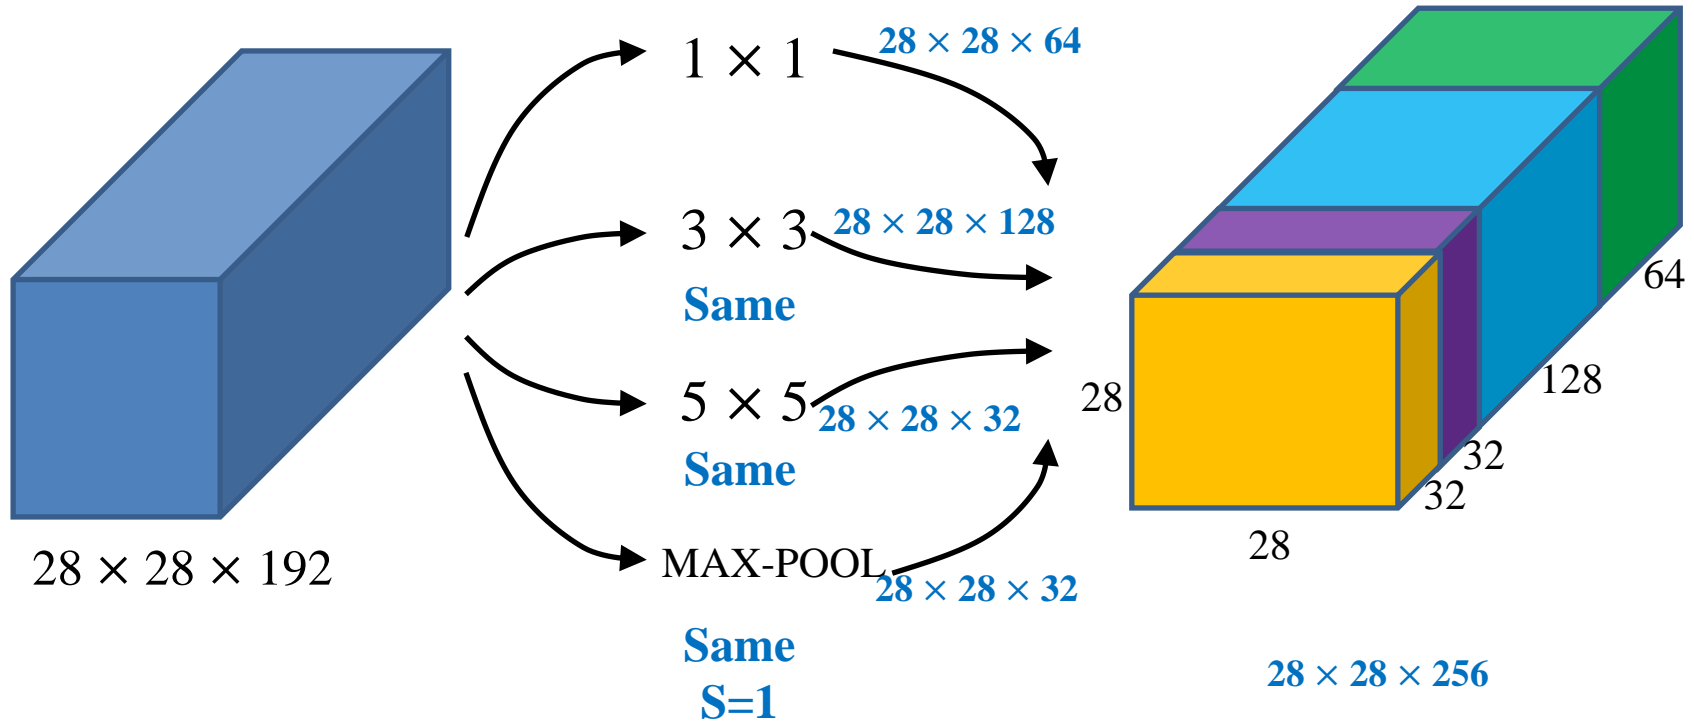 28 × 28 × 192
1 × 1
28 × 28 × 64
3 × 3
28 × 28 × 128
Same
5 × 5
28 × 28 × 32
Same
MAX-POOL
28 × 28 × 32
Same
S=1
64
128
32
32
28
28
28 × 28 × 256